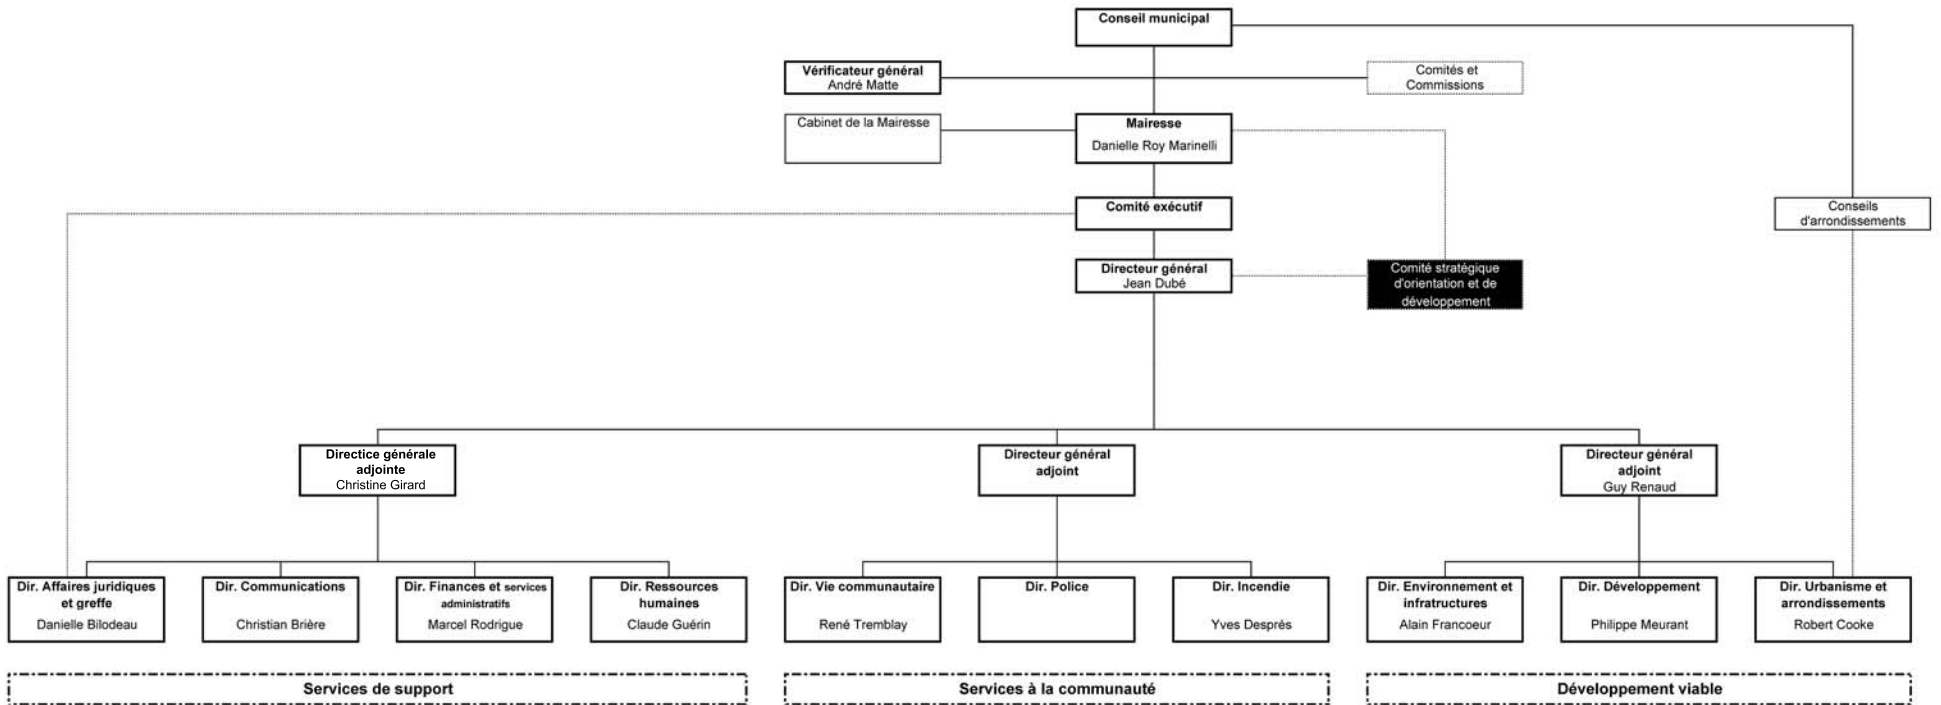 Conseil municipal
Vérificateur général
André Matte
Comités et
Commissions
Cabinet de la Mairesse
Mairesse
Danielle Roy Marinelli
Comité exécutif
Conseils
d'arrondissements
Directeur général
Jean Dubé
Comité stratégique
d'orientation et de
développement
Directice générale
adjointe
Christine Girard
Directeur général
adjoint
Directeur général
adjoint
Guy Renaud
Dir. Affaires juridiques
et greffe
Danielle Bilodeau
Dir. Communications
Christian Brière
Dir. Finances et services
administratifs
Marcel Rodrigue
Dir. Ressources
humaines
Claude Guérin
Dir. Vie communautaire
René Tremblay
Dir. Police
Dir. Incendie
Yves Després
Dir. Environnement et
infratructures
Alain Francoeur
Dir. Développement
Philippe Meurant
Dir. Urbanisme et
arrondissements
Robert Cooke
Services de support
Services à la communauté
Développement viable